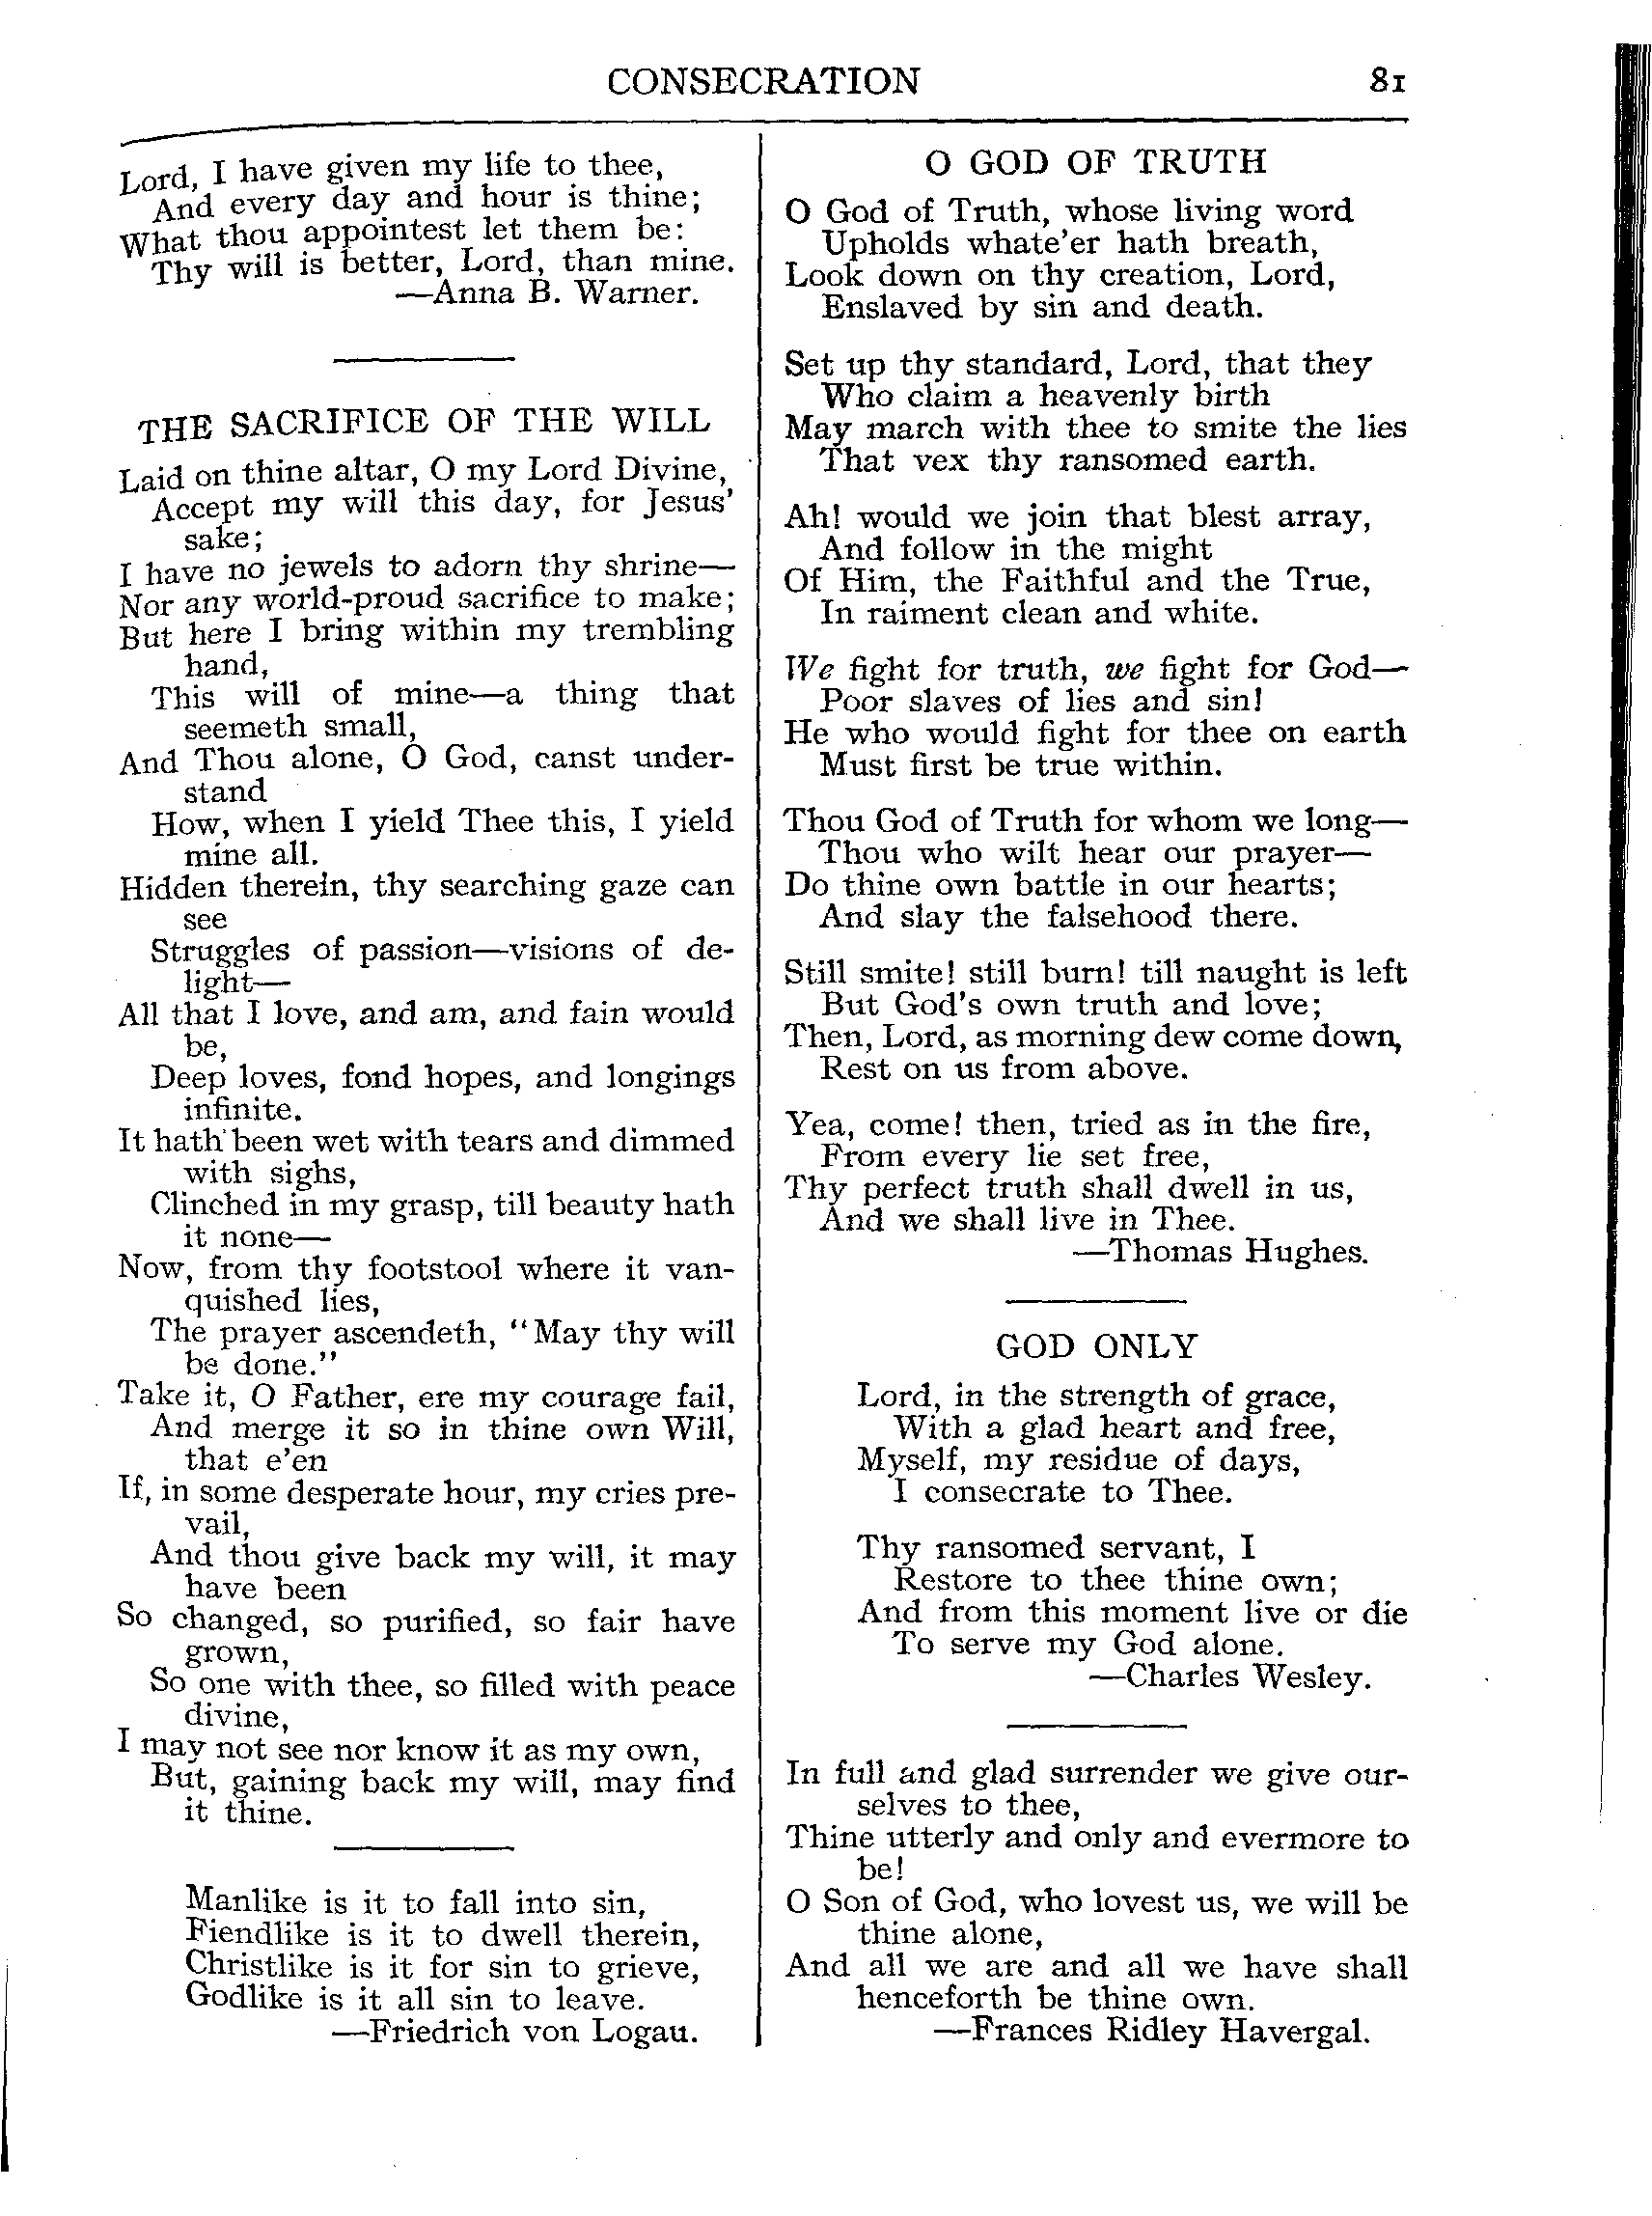 CONSECRATION 81
Lord, I have given my life to thee,
And every day and hour is thine;
What thou appointest let them be:
Thy will is better, Lord, than mine.
—Anna B. Warner.
THE SACRIFICE OF THE WILL
Laid on thine altar, O my Lord Divine,
Accept my will this day, for Jesus'
sake;
I have no jewels to adorn thy shrine—
Nor any world-proud sacrifice to make;
But here I bring within my trembling
hand,
This will of mine—a thing that
seemeth small,
And Thou alone, O God, canst under-
stand
How, when I yield Thee this, I yield
mine all.
Hidden therein, thy searching gaze can
see
Struggles of passion—visions of de-
light—
All that I love, and am, and fain would
be,
Deep loves, fond hopes, and longings
infinite.
It hath been wet with tears and dimmed
with sighs,
Clinched in my grasp, till beauty hath
it none—
Now, from thy footstool where it van-
quished lies,
The prayer ascendeth, "May thy will
be done."
Take it, O Father, ere my courage fail,
And merge it so in thine own Will,
that e'en
If, in some desperate hour, my cries pre-
vail,
And thou give back my will, it may
have been
So changed, so purified, so fair have
grown,
So one with thee, so filled with peace
divine,
I may not see nor know it as my own,
But, gaining back my will, may find
it thine.
Manlike is it to fall into sin,
Fiendlike is it to dwell therein,
Christlike is it for sin to grieve,
Godlike is it all sin to leave.
—Friedrich von Logau.
O GOD OF TRUTH
O God of Truth, whose living word
Upholds whate'er hath breath,
Look down on thy creation, Lord,
Enslaved by sin and death.
Set up thy standard, Lord, that they
Who claim a heavenly birth
May march with thee to smite the lies
That vex thy ransomed earth.
Ah! would we join that blest array,
And follow in the might
Of Him, the Faithful and the True,
In raiment clean and white.
We fight for truth, we fight for God—
Poor slaves of lies and sin!
He who would fight for thee on earth
Must first be true within.
Thou God of Truth for whom we long—
Thou who wilt hear our prayer—
Do thine own battle in our hearts;
And slay the falsehood there.
Still smite! still burn! till naught is left
But God's own truth and love;
Then, Lord, as morning dew come down,
Rest on us from above.
Yea, come! then, tried as in the fire,
From every lie set free,
Thy perfect truth shall dwell in us,
And we shall live in Thee.
—Thomas Hughes.
GOD ONLY
Lord, in the strength of grace,
With a glad heart and free,
Myself, my residue of days,
I consecrate to Thee.
Thy ransomed servant, I
Restore to thee thine own;
And from this moment live or die
To serve my God alone.
—Charles Wesley.
In full and glad surrender we give our-
selves to thee,
Thine utterly and only and evermore to
be!
O Son of God, who lovest us, we will be
thine alone,
And all we are and all we have shall
henceforth be thine own.
—Frances Ridley Havergal.